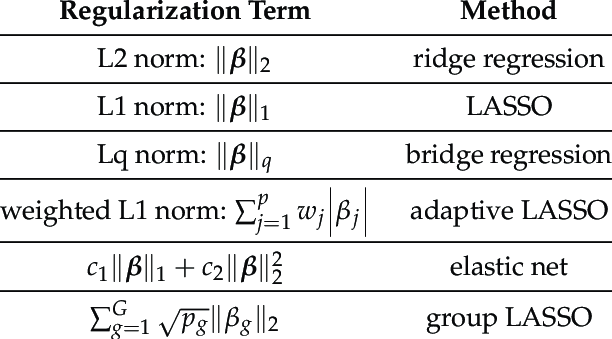 Regularization Term Method
L2 norm: ‖β‖₂ ridge regression
L1 norm: ‖β‖₁ LASSO
Lq norm: ‖β‖_q bridge regression
weighted L1 norm: ∑_{j=1}^{p} w_j|β_j| adaptive LASSO
c₁‖β‖₁ + c₂‖β‖₂² elastic net
∑_{g=1}^{G} √p_g‖β_g‖₂ group LASSO